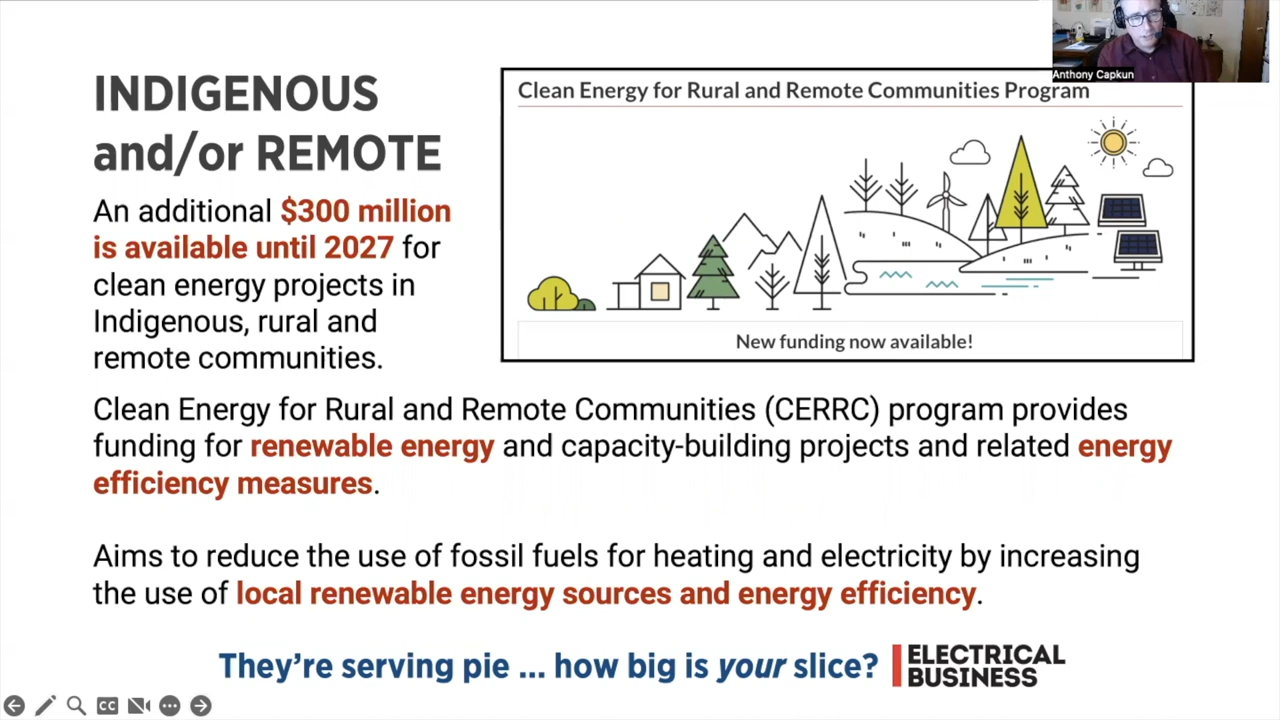 Anthony Capkun
INDIGENOUS
and/or REMOTE
An additional $300 million
is available until 2027 for
clean energy projects in
Indigenous, rural and
remote communities.
Clean Energy for Rural and Remote Communities Program
New funding now available!
Clean Energy for Rural and Remote Communities (CERRC) program provides
funding for renewable energy and capacity-building projects and related energy
efficiency measures.
Aims to reduce the use of fossil fuels for heating and electricity by increasing
the use of local renewable energy sources and energy efficiency.
They’re serving pie ... how big is your slice?
ELECTRICAL
BUSINESS
CC